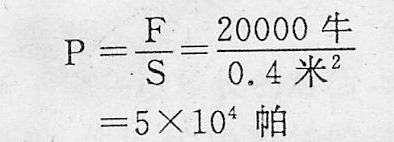 P = F/S = 20000 牛/0.4 米²
=5×10⁴ 帕